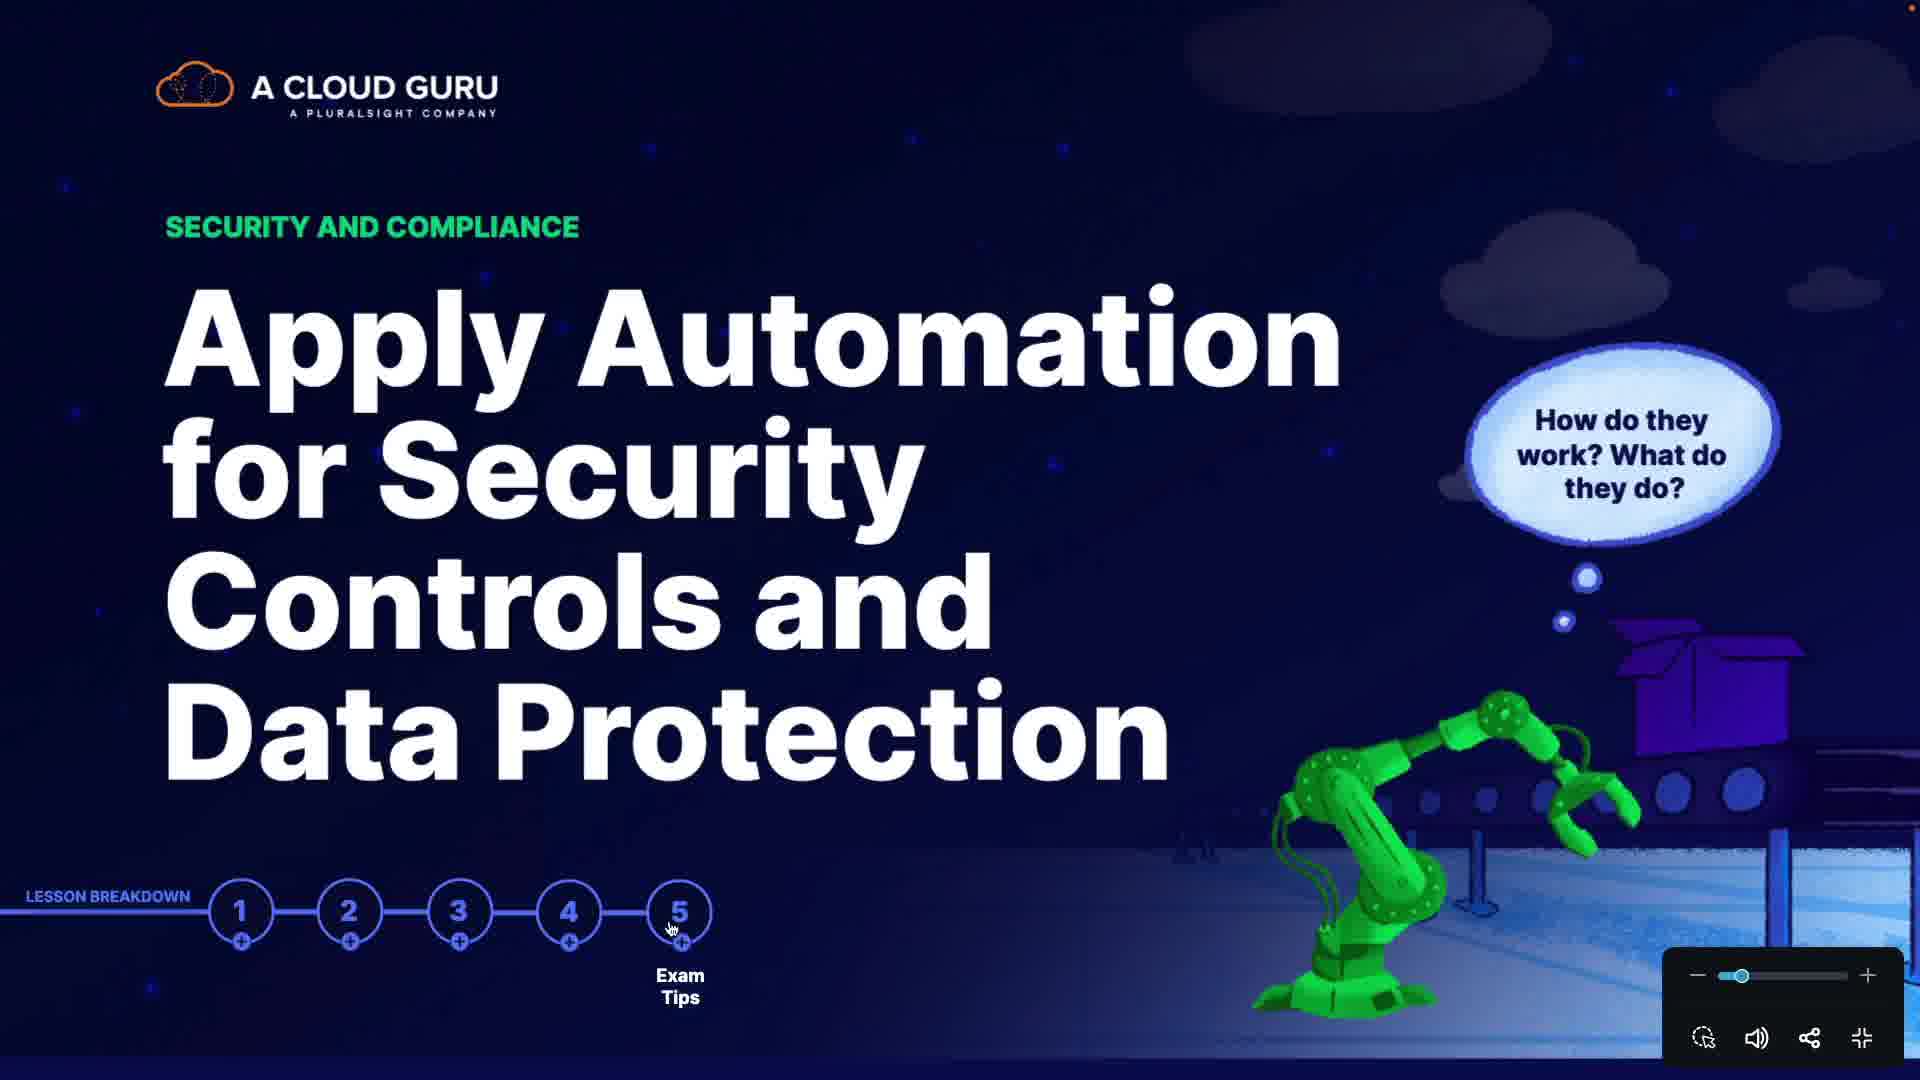 A CLOUD GURU
A PLURALSIGHT COMPANY
SECURITY AND COMPLIANCE
Apply Automation
for Security
Controls and
Data Protection
How do they
work? What do
they do?
LESSON BREAKDOWN
1
2
3
4
5
Exam
Tips